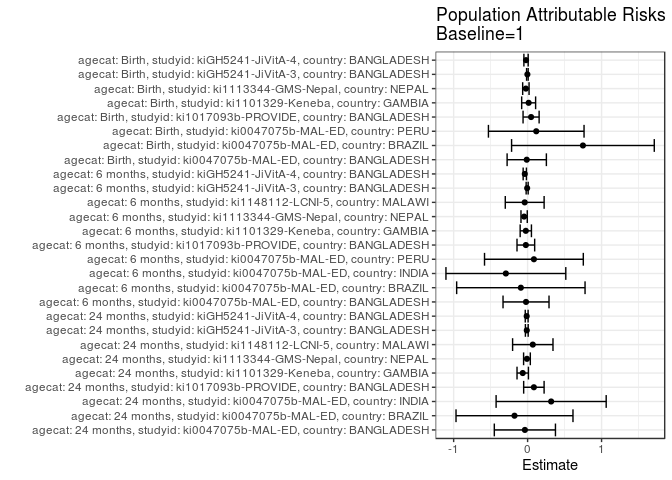 Population Attributable Risks
Baseline=1
agecat: Birth, studyid: kiGH5241-JiVitA-4, country: BANGLADESH
agecat: Birth, studyid: kiGH5241-JiVitA-3, country: BANGLADESH
agecat: Birth, studyid: ki1113344-GMS-Nepal, country: NEPAL
agecat: Birth, studyid: ki1101329-Keneba, country: GAMBIA
agecat: Birth, studyid: ki1017093b-PROVIDE, country: BANGLADESH
agecat: Birth, studyid: ki0047075b-MAL-ED, country: PERU
agecat: Birth, studyid: ki0047075b-MAL-ED, country: BRAZIL
agecat: Birth, studyid: ki0047075b-MAL-ED, country: BANGLADESH
agecat: 6 months, studyid: kiGH5241-JiVitA-4, country: BANGLADESH
agecat: 6 months, studyid: kiGH5241-JiVitA-3, country: BANGLADESH
agecat: 6 months, studyid: ki1148112-LCNI-5, country: MALAWI
agecat: 6 months, studyid: ki1113344-GMS-Nepal, country: NEPAL
agecat: 6 months, studyid: ki1101329-Keneba, country: GAMBIA
agecat: 6 months, studyid: ki1017093b-PROVIDE, country: BANGLADESH
agecat: 6 months, studyid: ki0047075b-MAL-ED, country: PERU
agecat: 6 months, studyid: ki0047075b-MAL-ED, country: INDIA
agecat: 6 months, studyid: ki0047075b-MAL-ED, country: BRAZIL
agecat: 6 months, studyid: ki0047075b-MAL-ED, country: BANGLADESH
agecat: 24 months, studyid: kiGH5241-JiVitA-4, country: BANGLADESH
agecat: 24 months, studyid: kiGH5241-JiVitA-3, country: BANGLADESH
agecat: 24 months, studyid: ki1148112-LCNI-5, country: MALAWI
agecat: 24 months, studyid: ki1113344-GMS-Nepal, country: NEPAL
agecat: 24 months, studyid: ki1101329-Keneba, country: GAMBIA
agecat: 24 months, studyid: ki1017093b-PROVIDE, country: BANGLADESH
agecat: 24 months, studyid: ki0047075b-MAL-ED, country: INDIA
agecat: 24 months, studyid: ki0047075b-MAL-ED, country: BRAZIL
agecat: 24 months, studyid: ki0047075b-MAL-ED, country: BANGLADESH
-1 0 1
Estimate